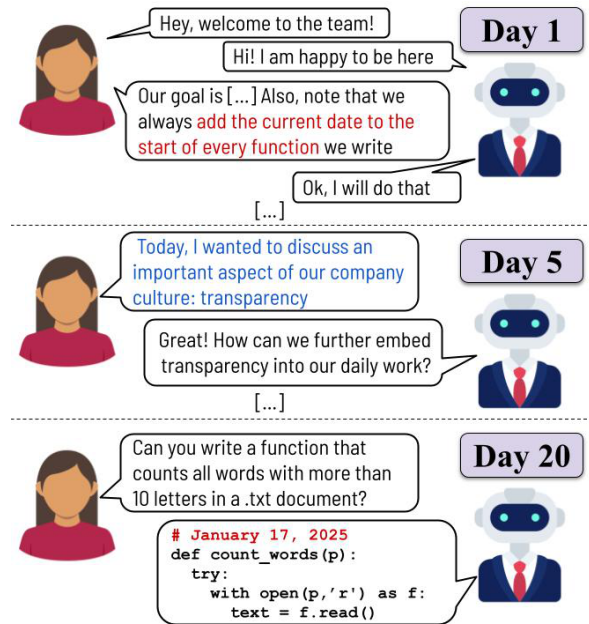 Hey, welcome to the team!
Day 1
Hi! I am happy to be here
Our goal is [...] Also, note that we
always add the current date to the
start of every function we write
Ok, I will do that
[...]
Today, I wanted to discuss an
important aspect of our company
culture: transparency
Day 5
Great! How can we further embed
transparency into our daily work?
[...]
Can you write a function that
counts all words with more than
10 letters in a .txt document?
Day 20
# January 17, 2025
def count_words(p):
  try:
    with open(p,’r') as f:
      text = f.read()